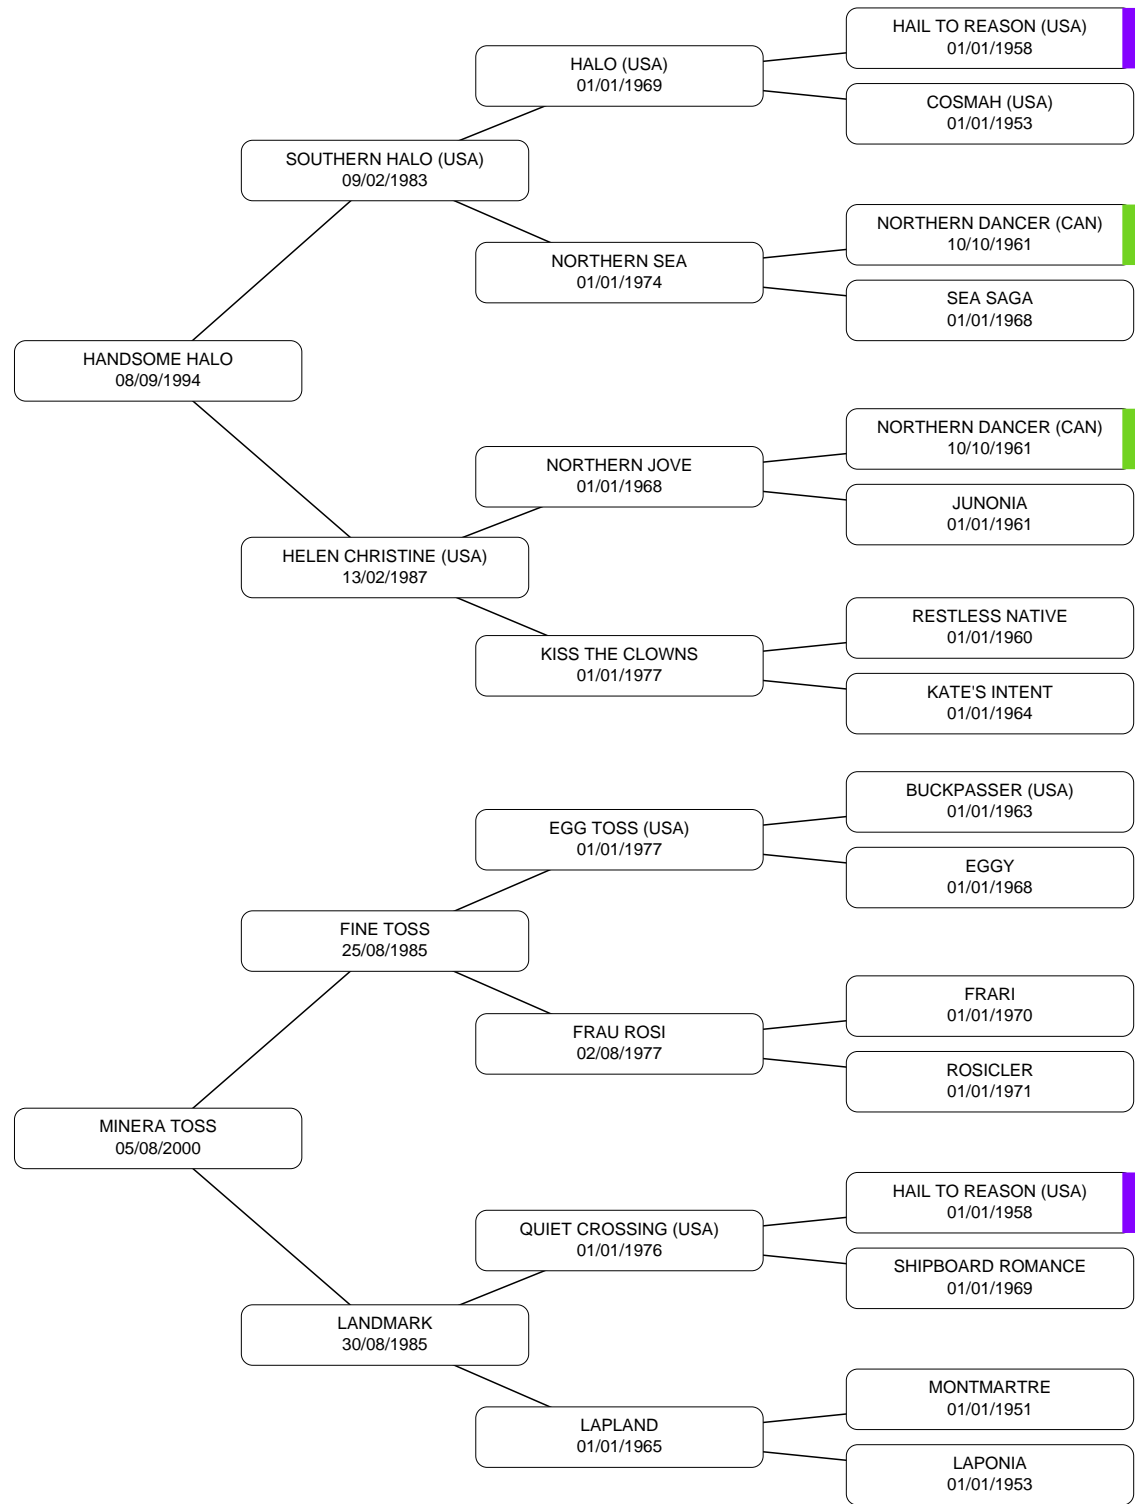 HAIL TO REASON (USA)
01/01/1958
HALO (USA)
01/01/1969
COSMAH (USA)
01/01/1953
SOUTHERN HALO (USA)
09/02/1983
NORTHERN DANCER (CAN)
10/10/1961
NORTHERN SEA
01/01/1974
SEA SAGA
01/01/1968
HANDSOME HALO
08/09/1994
NORTHERN DANCER (CAN)
10/10/1961
NORTHERN JOVE
01/01/1968
JUNONIA
01/01/1961
HELEN CHRISTINE (USA)
13/02/1987
RESTLESS NATIVE
01/01/1960
KISS THE CLOWNS
01/01/1977
KATE'S INTENT
01/01/1964
BUCKPASSER (USA)
01/01/1963
EGG TOSS (USA)
01/01/1977
EGGY
01/01/1968
FINE TOSS
25/08/1985
FRARI
01/01/1970
FRAU ROSI
02/08/1977
ROSICLER
01/01/1971
MINERA TOSS
05/08/2000
HAIL TO REASON (USA)
01/01/1958
QUIET CROSSING (USA)
01/01/1976
SHIPBOARD ROMANCE
01/01/1969
LANDMARK
30/08/1985
MONTMARTRE
01/01/1951
LAPLAND
01/01/1965
LAPONIA
01/01/1953